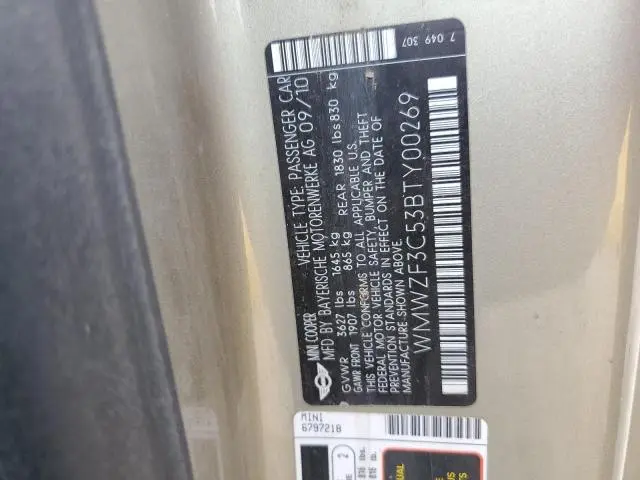 7 049 307
MINI COOPER VEHICLE TYPE: PASSENGER CAR
MFD BY BAYERISCHE MOTORENWERKE AG 09/10
GVWR 3627 lbs 1645 kg
GAWR FRONT 1907 lbs 865 kg REAR 1830 lbs 830 kg
THIS VEHICLE CONFORMS TO ALL APPLICABLE U.S.
FEDERAL MOTOR VEHICLE SAFETY, BUMPER AND THEFT
PREVENTION STANDARDS IN EFFECT ON THE DATE OF
MANUFACTURE SHOWN ABOVE.
WMWZF3C53BTY00269
MINI
6797218
2